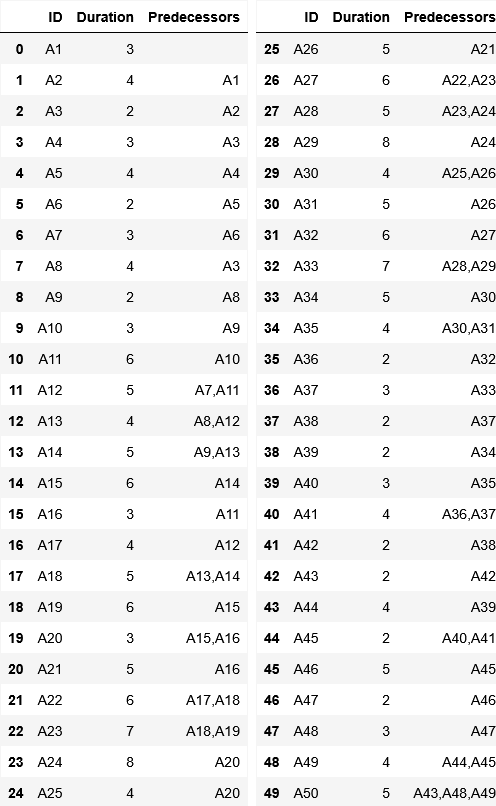 ID Duration Predecessors
0 A1 3
1 A2 4 A1
2 A3 2 A2
3 A4 3 A3
4 A5 4 A4
5 A6 2 A5
6 A7 3 A6
7 A8 4 A3
8 A9 2 A8
9 A10 3 A9
10 A11 6 A10
11 A12 5 A7,A11
12 A13 4 A8,A12
13 A14 5 A9,A13
14 A15 6 A14
15 A16 3 A11
16 A17 4 A12
17 A18 5 A13,A14
18 A19 6 A15
19 A20 3 A15,A16
20 A21 5 A16
21 A22 6 A17,A18
22 A23 7 A18,A19
23 A24 8 A20
24 A25 4 A20
ID Duration Predecessors
25 A26 5 A21
26 A27 6 A22,A23
27 A28 5 A23,A24
28 A29 8 A24
29 A30 4 A25,A26
30 A31 5 A26
31 A32 6 A27
32 A33 7 A28,A29
33 A34 5 A30
34 A35 4 A30,A31
35 A36 2 A32
36 A37 3 A33
37 A38 2 A37
38 A39 2 A34
39 A40 3 A35
40 A41 4 A36,A37
41 A42 2 A38
42 A43 2 A42
43 A44 4 A39
44 A45 2 A40,A41
45 A46 5 A45
46 A47 2 A46
47 A48 3 A47
48 A49 4 A44,A45
49 A50 5 A43,A48,A49